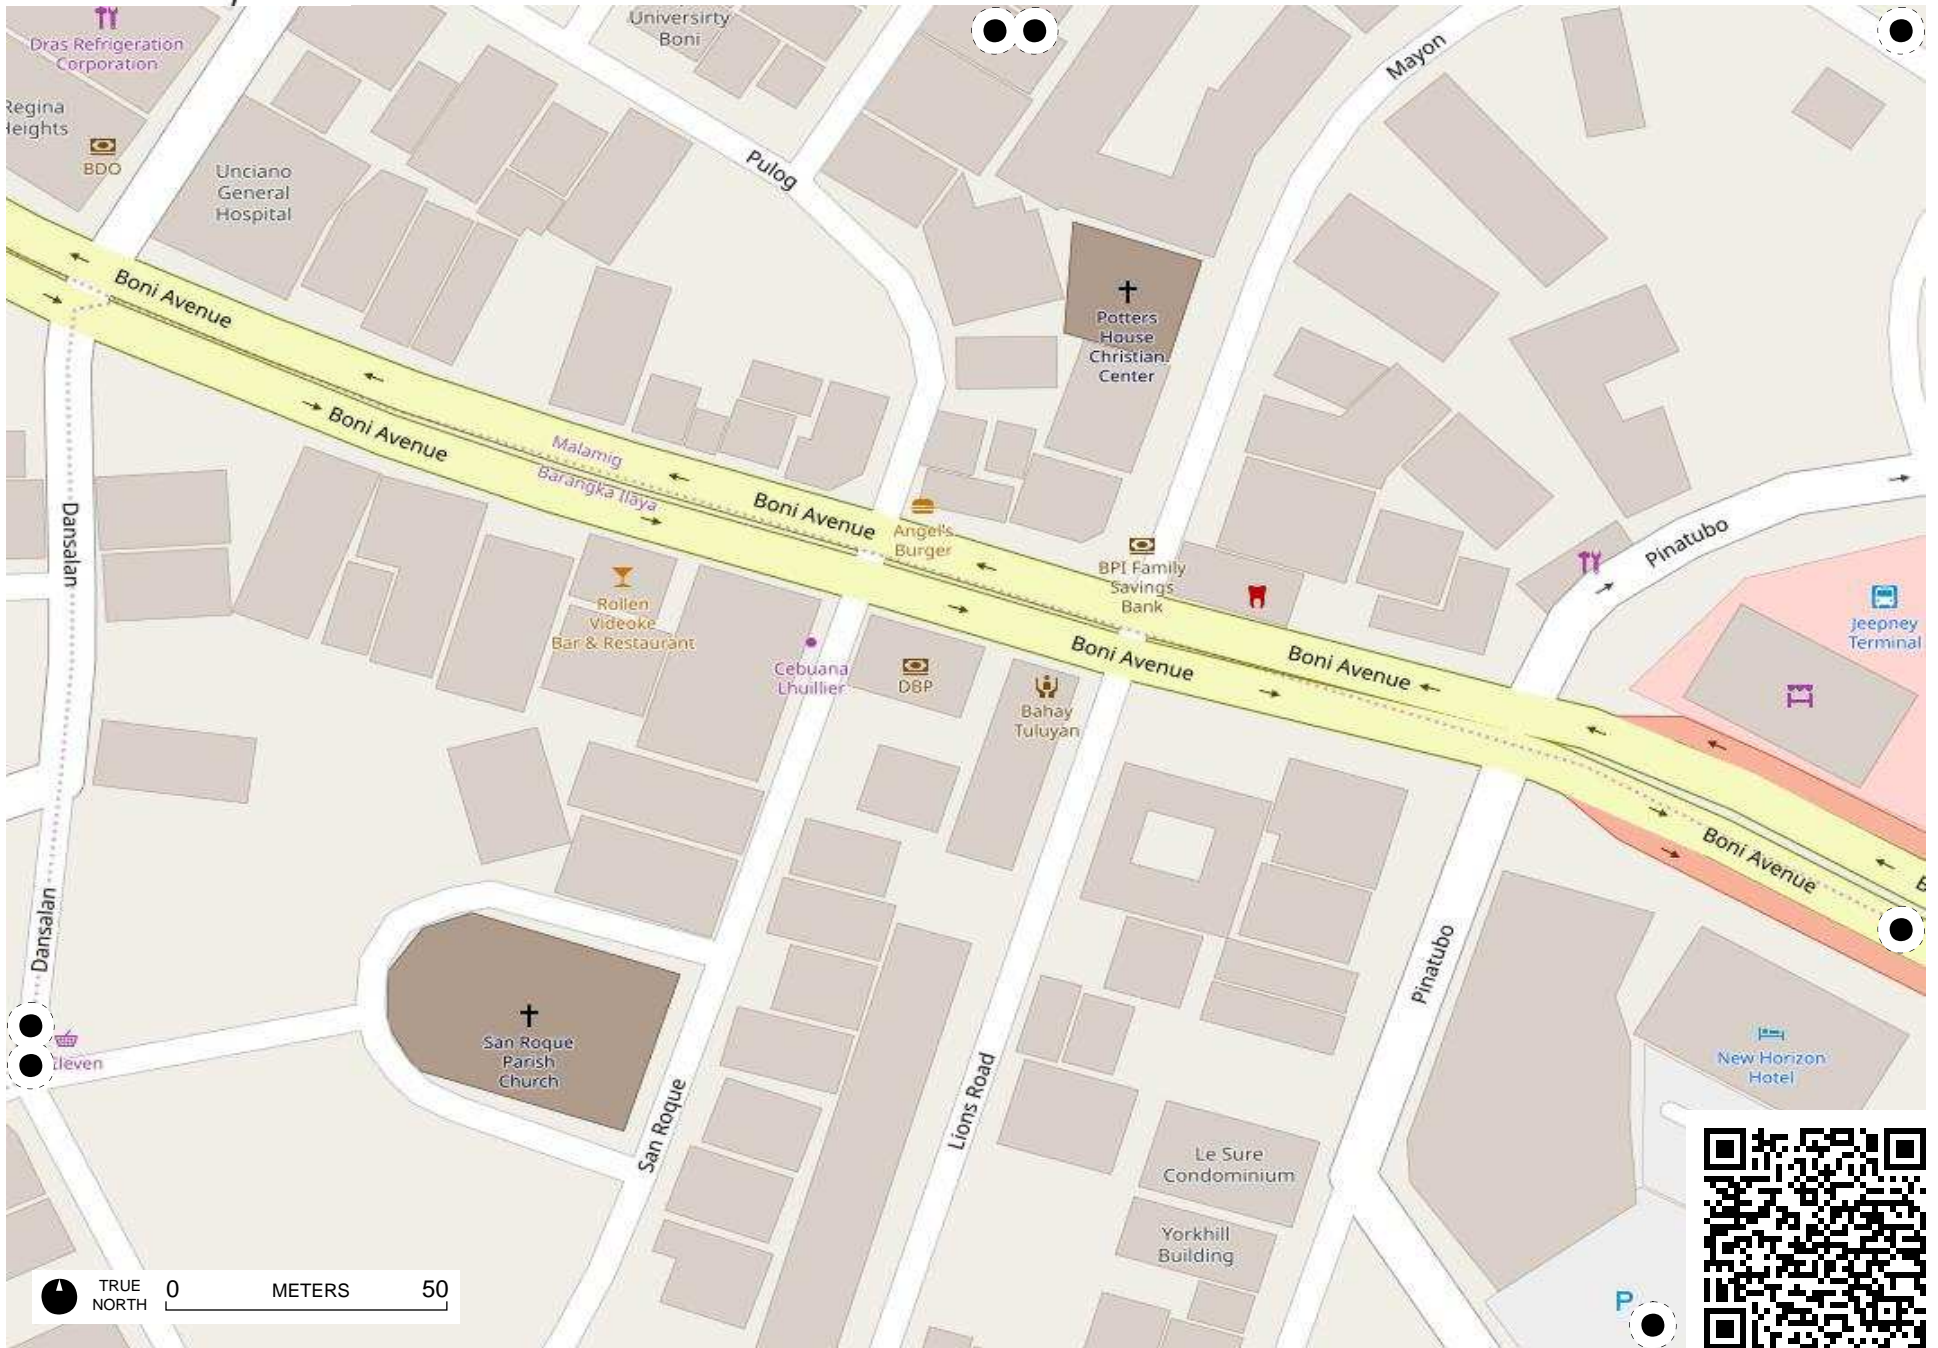 Universirty
Boni
Dras Refrigeration
Corporation
Mayon
Regina
Heights
BDO
Pulog
Unciano
General
Hospital
Boni Avenue
Potters
House
Christian
Center
Boni Avenue
Malamig
Barangka Ilaya
Boni Avenue
Angel's
Burger
Dansalan
BPI Family
Savings
Bank
Pinatubo
Rollen
Videoke
Bar & Restaurant
Jeepney
Terminal
Cebuana
Lhuillier
DBP
Boni Avenue
Boni Avenue
Bahay
Tuluyan
Boni Avenue
B
Dansalan
Pinatubo
San Roque
Parish
Church
Eleven
New Horizon
Hotel
San Roque
Lions Road
Le Sure
Condominium
Yorkhill
Building
P
TRUE
NORTH
0 METERS 50